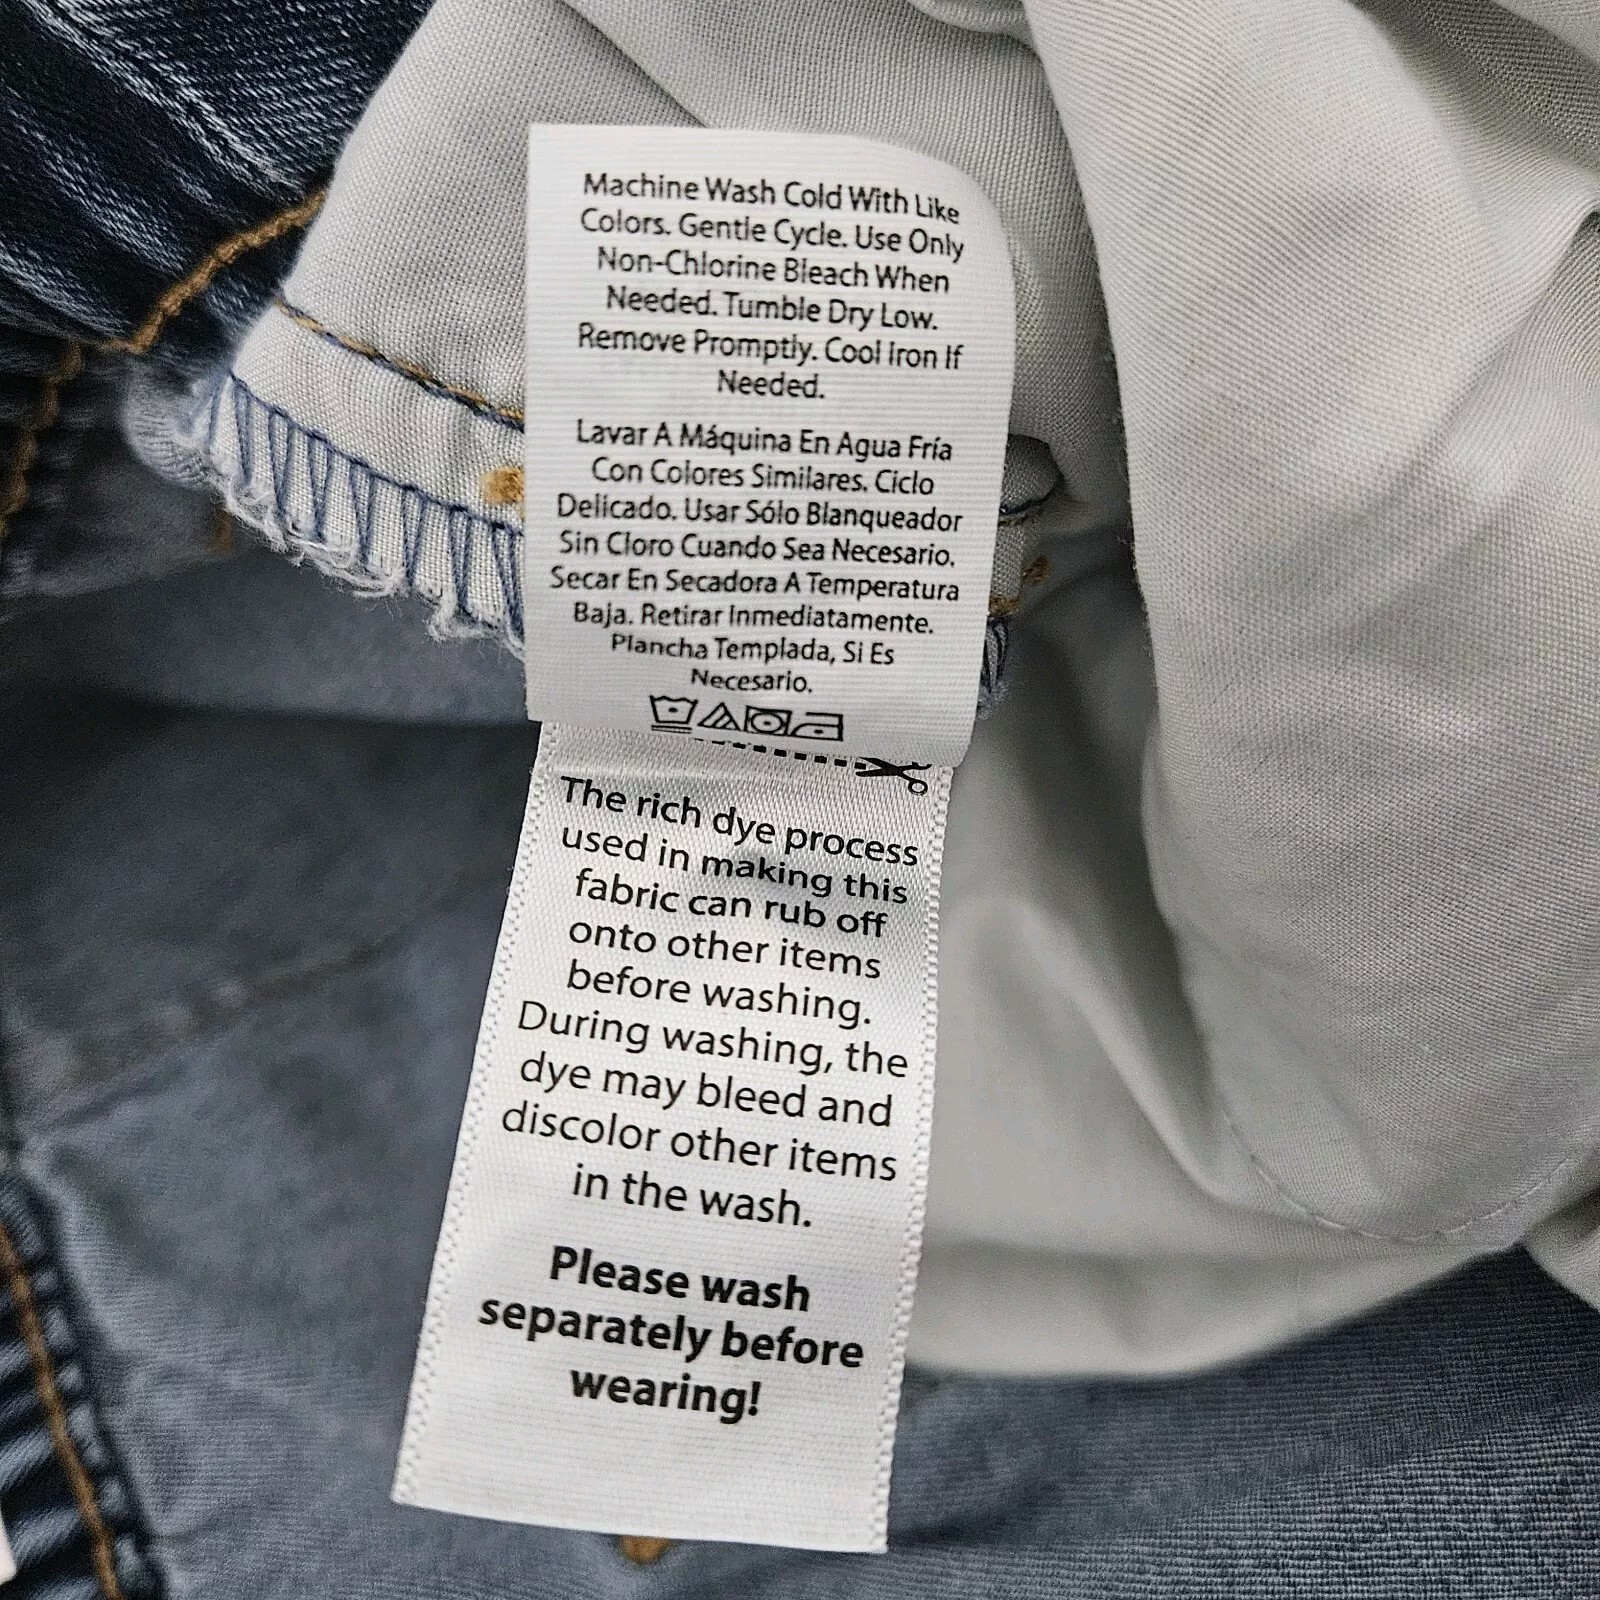 Machine Wash Cold With Like
Colors. Gentle Cycle. Use Only
Non-Chlorine Bleach When
Needed. Tumble Dry Low.
Remove Promptly. Cool Iron If
Needed.
Lavar A Máquina En Agua Fría
Con Colores Similares. Ciclo
Delicado. Usar Sólo Blanqueador
Sin Cloro Cuando Sea Necesario.
Secar En Secadora A Temperatura
Baja. Retirar Inmediatamente.
Plancha Templada, Si Es
Necesario.
The rich dye process
used in making this
fabric can rub off
onto other items
before washing.
During washing, the
dye may bleed and
discolor other items
in the wash.
Please wash
separately before
wearing!